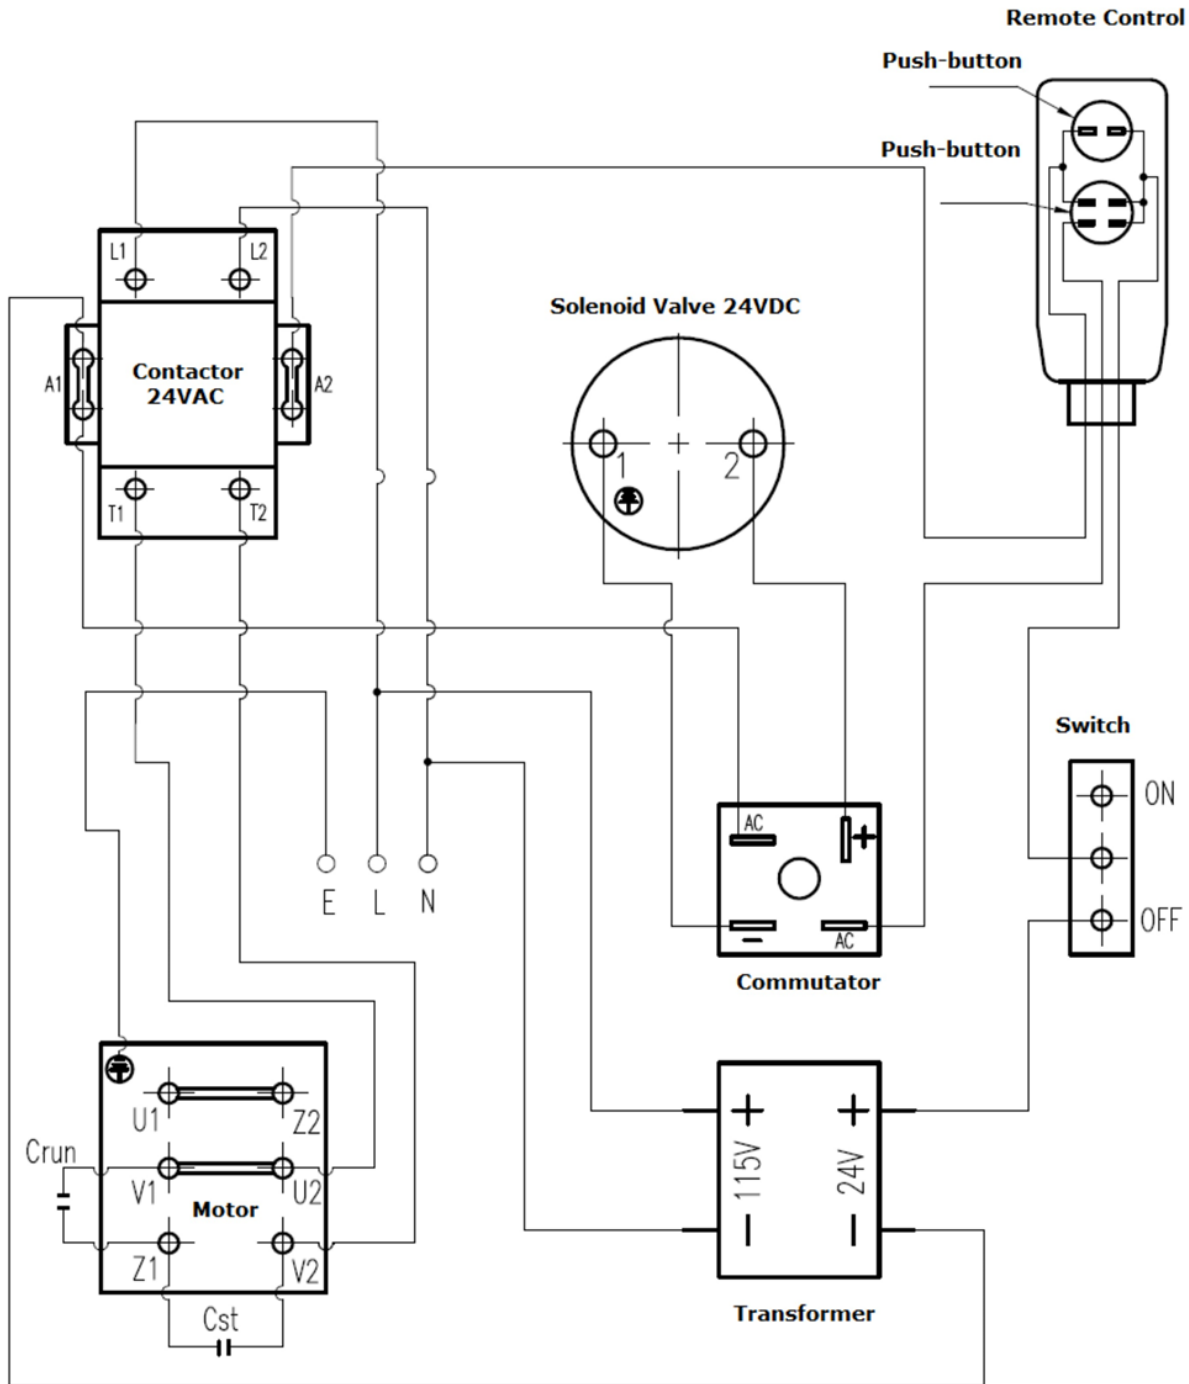 Remote Control
Push-button
Push-button
L1
L2
Solenoid Valve 24VDC
Contactor
24VAC
A1
A2
1
2
T1
T2
Switch
ON
AC
+
E
L
N
OFF
-
AC
Commutator
U1
Z2
Crun
V1
U2
Motor
Z1
V2
Cst
+
+
115V
24V
-
-
Transformer